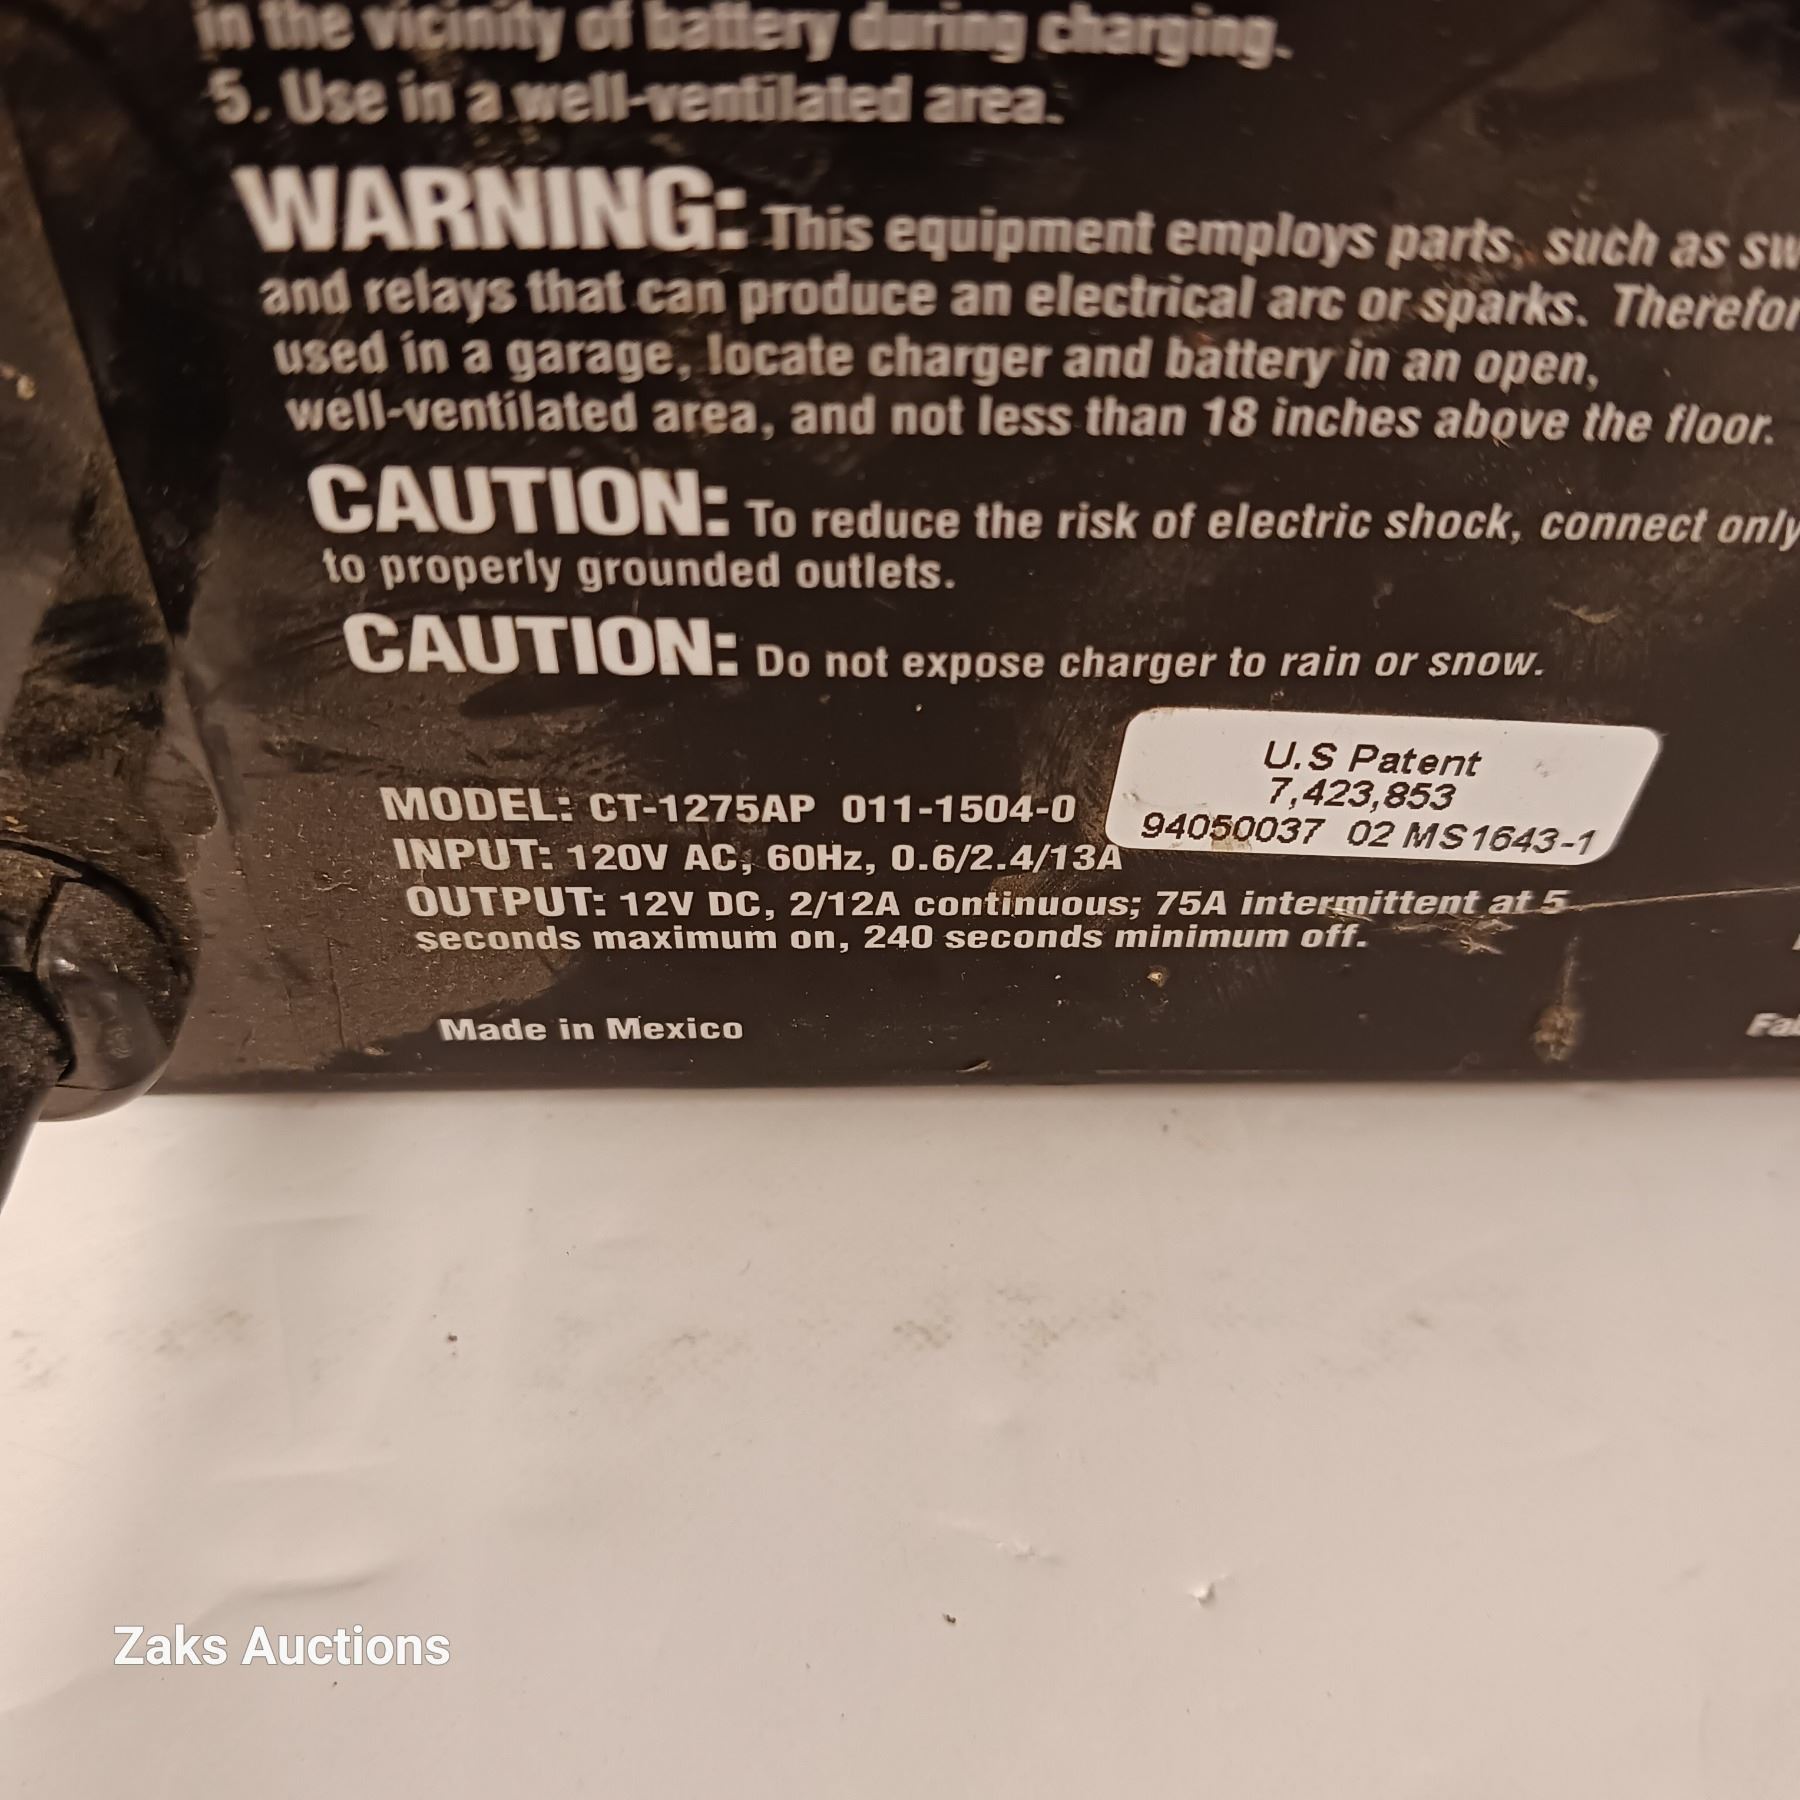 in the vicinity of battery during charging.
5. Use in a well-ventilated area.
WARNING: This equipment employs parts, such as sw
and relays that can produce an electrical arc or sparks. Therefor
used in a garage, locate charger and battery in an open,
well-ventilated area, and not less than 18 inches above the floor.
CAUTION: To reduce the risk of electric shock, connect only
to properly grounded outlets.
CAUTION: Do not expose charger to rain or snow.
U.S Patent
7,423,853
94050037 02 MS1643-1
MODEL: CT-1275AP 011-1504-0
INPUT: 120V AC, 60Hz, 0.6/2.4/13A
OUTPUT: 12V DC, 2/12A continuous; 75A intermittent at 5
seconds maximum on, 240 seconds minimum off.
Made in Mexico
Fab
Zaks Auctions